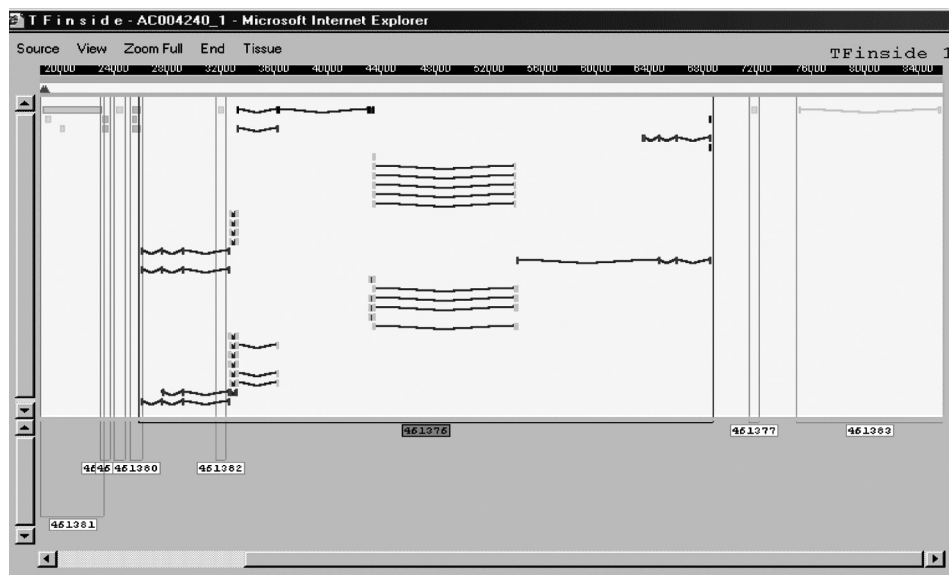 T F i n s i d e - AC004240_1 - Microsoft Internet Explorer
Source View Zoom Full End Tissue
TFinside 1
20000 24000 28000 32000 36000 40000 44000 48000 52000 56000 60000 64000 68000 72000 76000 80000 84000
461376 461377 461383
461380 461382
461381